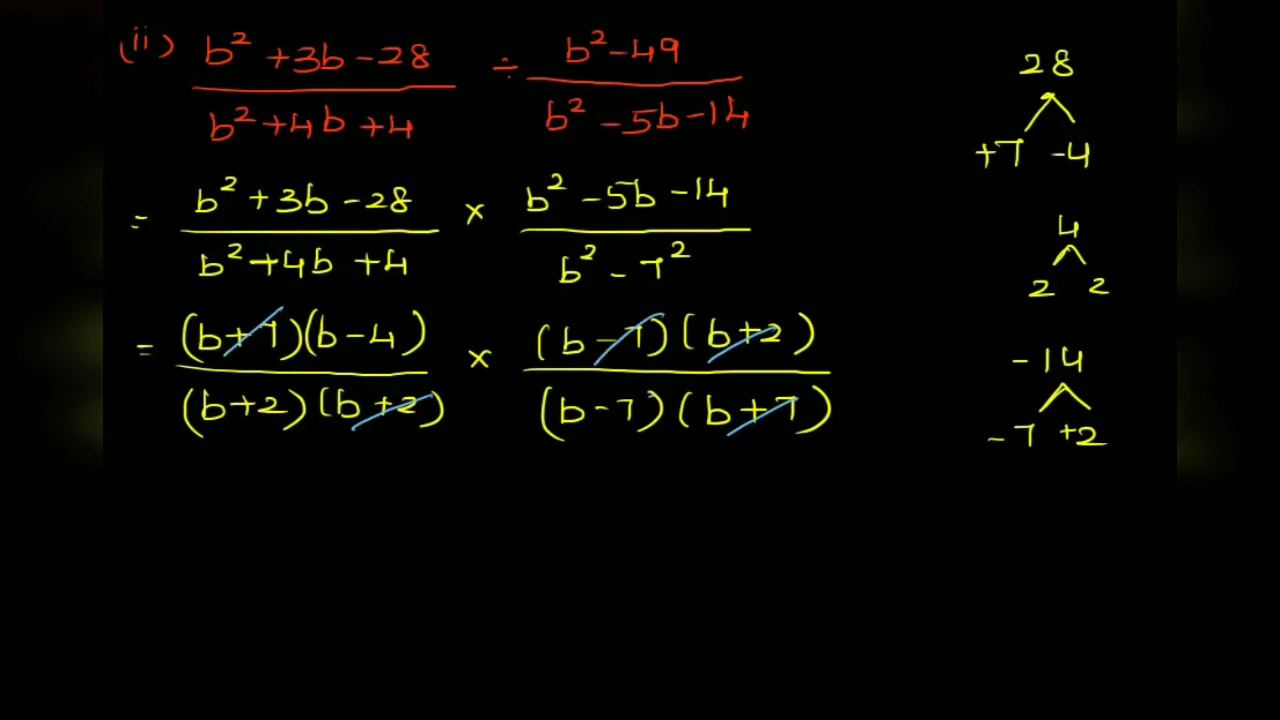 (ii) b² +3b -28 / b² +4b +4 ÷ b² -49 / b² -5b -14
= b² +3b -28 / b² +4b +4 × b² -5b -14 / b² - 7²
= (b+7)(b-4) / (b+2)(b+2) × (b-7)(b+2) / (b-7)(b+7)
28
+7 -4
4
2 2
-14
-7 +2